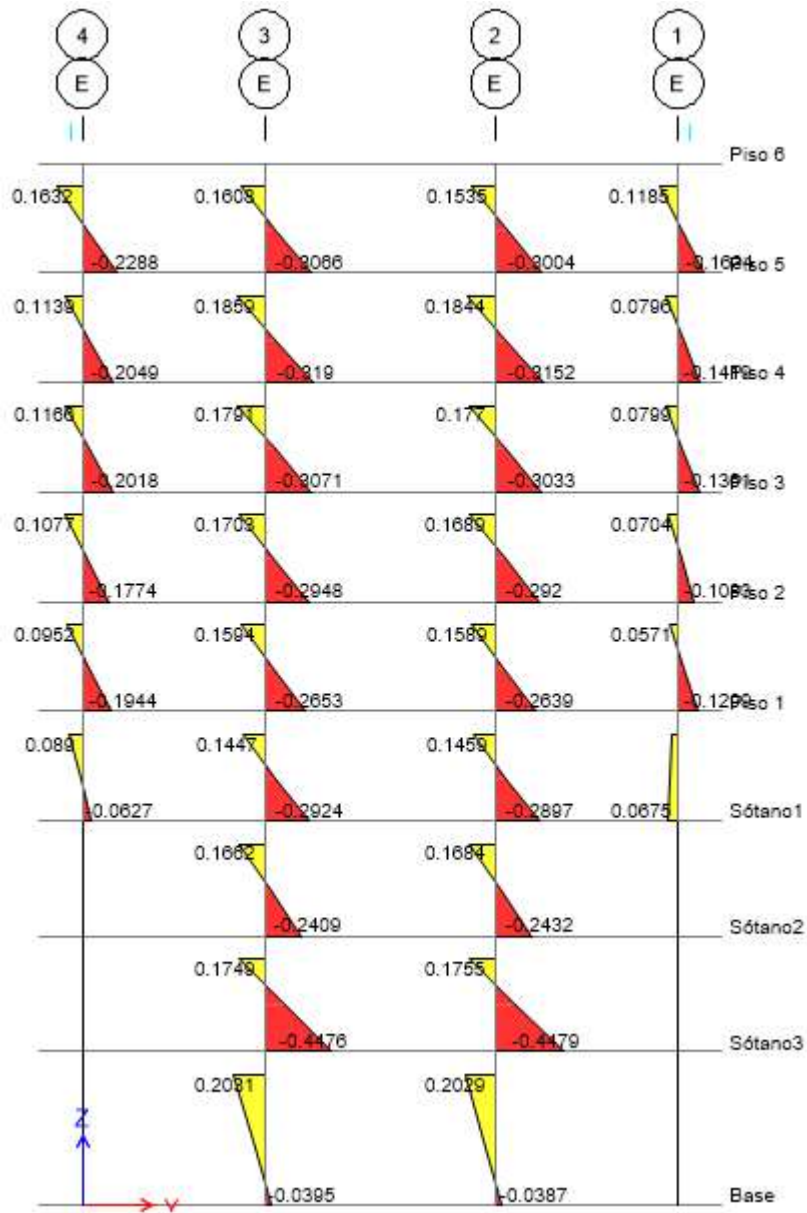 4 3 2 1
E E E E
Piso 6
0.1632 0.1608 0.1535 0.1185
-0.2288 -0.3066 -0.3004 Piso 5
0.1139 0.1859 0.1844 0.0796
-0.2049 -0.319 -0.3152 Piso 4
0.1166 0.1791 0.177 0.0799
-0.2018 -0.3071 -0.3033 Piso 3
0.1077 0.1703 0.1689 0.0704
-0.1774 -0.2948 -0.292 Piso 2
0.0952 0.1594 0.1589 0.0571
-0.1944 -0.2653 -0.2639 Piso 1
0.089 0.1447 0.1459
-0.0627 -0.2924 -0.2897 0.0675 Sótano1
0.1662 0.1684
-0.2409 -0.2432 Sótano2
0.1749 0.1755
-0.4476 -0.4479 Sótano3
0.2031 0.2029
Z
-0.0395 -0.0387 Base
Y